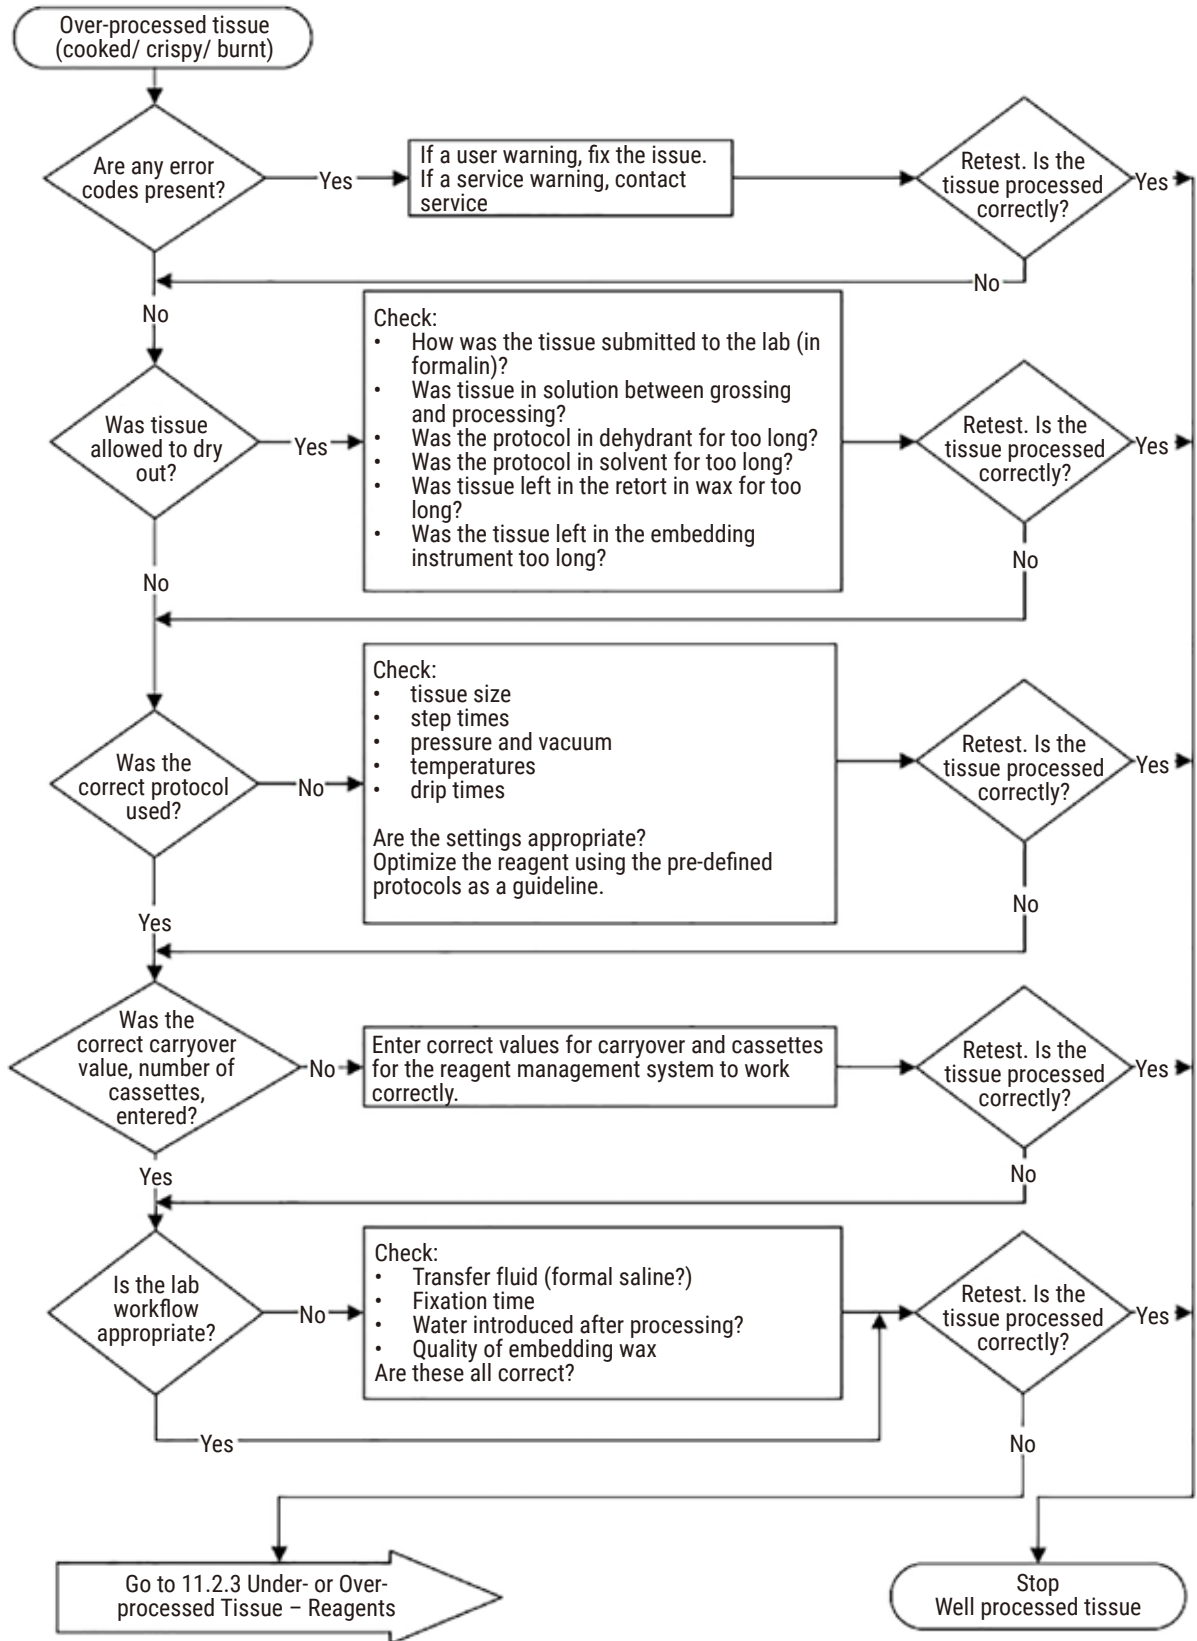 Over-processed tissue
(cooked/ crispy/ burnt)
Are any error
codes present?
Yes
If a user warning, fix the issue.
If a service warning, contact
service
Retest. Is the
tissue processed
correctly?
Yes
No
No
Was tissue
allowed to dry
out?
Yes
Check:
• How was the tissue submitted to the lab (in
formalin)?
• Was tissue in solution between grossing
and processing?
• Was the protocol in dehydrant for too long?
• Was the protocol in solvent for too long?
• Was tissue left in the retort in wax for too
long?
• Was the tissue left in the embedding
instrument too long?
Retest. Is the
tissue processed
correctly?
Yes
No
No
Was the
correct protocol
used?
No
Check:
• tissue size
• step times
• pressure and vacuum
• temperatures
• drip times
Are the settings appropriate?
Optimize the reagent using the pre-defined
protocols as a guideline.
Retest. Is the
tissue processed
correctly?
Yes
No
Yes
Was the
correct carryover
value, number of
cassettes,
entered?
No
Enter correct values for carryover and cassettes
for the reagent management system to work
correctly.
Retest. Is the
tissue processed
correctly?
Yes
No
Yes
Is the lab
workflow
appropriate?
No
Check:
• Transfer fluid (formal saline?)
• Fixation time
• Water introduced after processing?
• Quality of embedding wax
Are these all correct?
Retest. Is the
tissue processed
correctly?
Yes
Yes
No
Go to 11.2.3 Under- or Over-
processed Tissue – Reagents
Stop
Well processed tissue